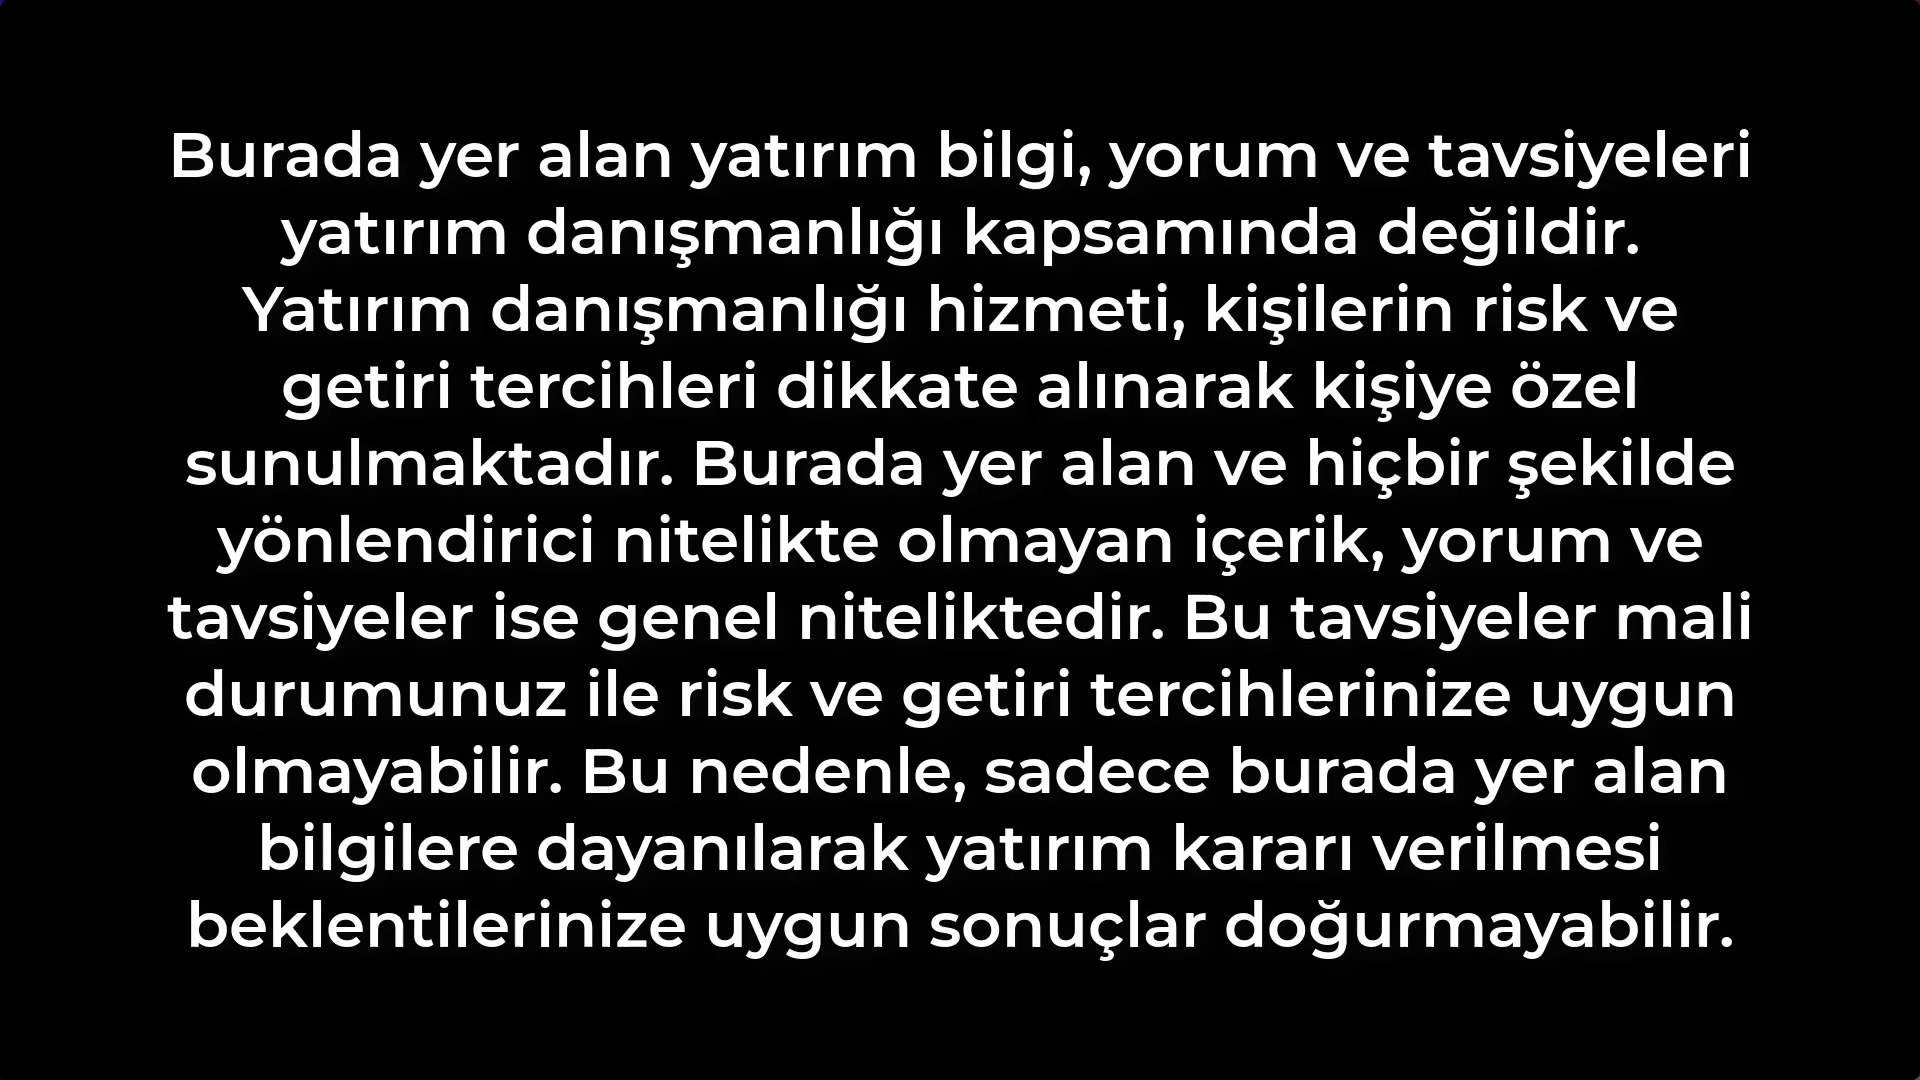 Burada yer alan yatırım bilgi, yorum ve tavsiyeleri
yatırım danışmanlığı kapsamında değildir.
Yatırım danışmanlığı hizmeti, kişilerin risk ve
getiri tercihleri dikkate alınarak kişiye özel
sunulmaktadır. Burada yer alan ve hiçbir şekilde
yönlendirici nitelikte olmayan içerik, yorum ve
tavsiyeler ise genel niteliktedir. Bu tavsiyeler mali
durumunuz ile risk ve getiri tercihlerinize uygun
olmayabilir. Bu nedenle, sadece burada yer alan
bilgilere dayanılarak yatırım kararı verilmesi
beklentilerinize uygun sonuçlar doğurmayabilir.